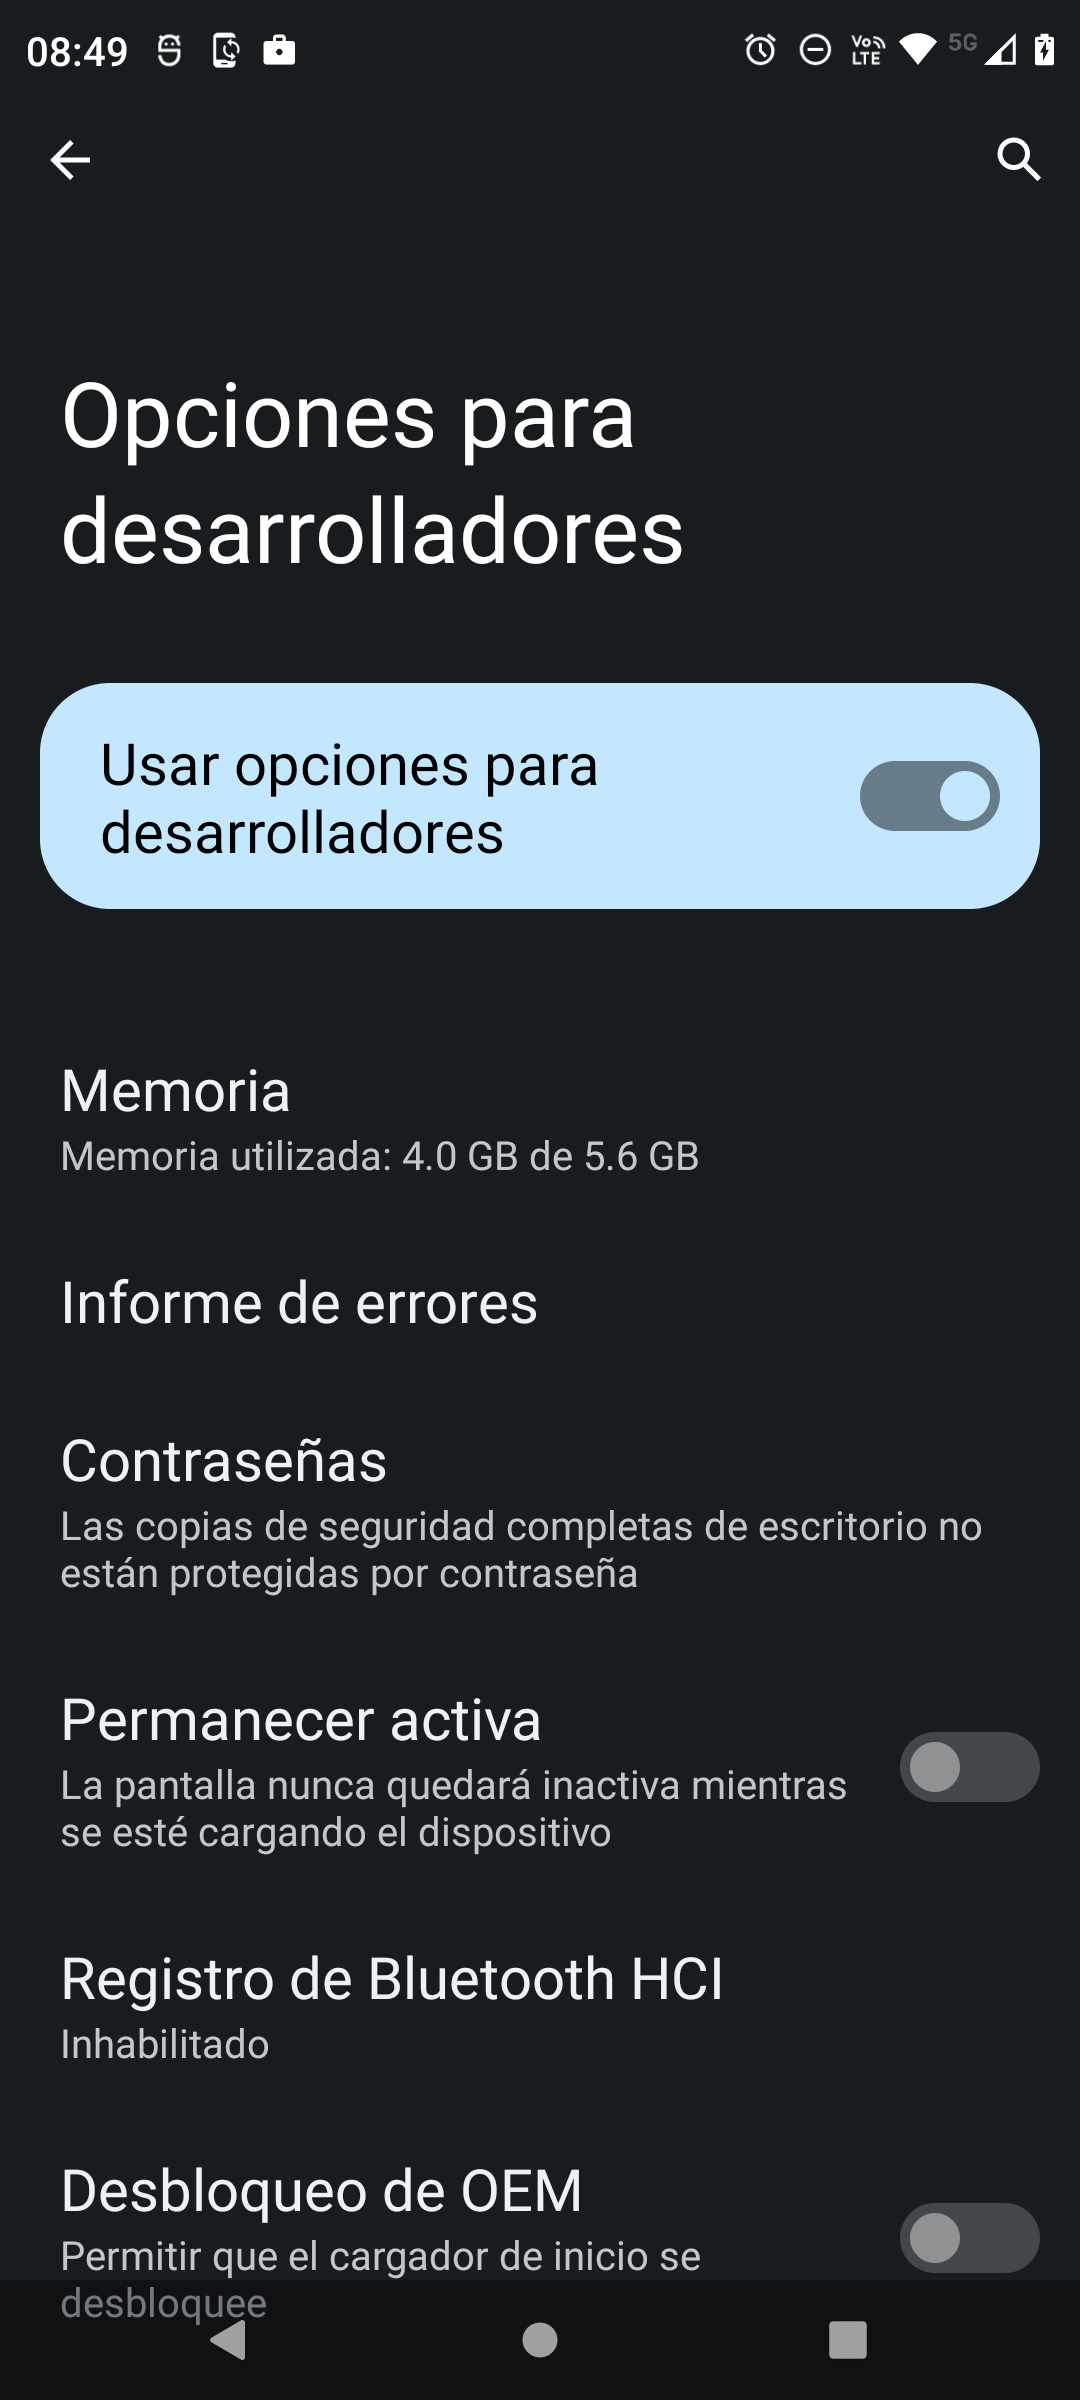 08:49
Vo LTE 5G
Opciones para
desarrolladores
Usar opciones para
desarrolladores
Memoria
Memoria utilizada: 4.0 GB de 5.6 GB
Informe de errores
Contraseñas
Las copias de seguridad completas de escritorio no
están protegidas por contraseña
Permanecer activa
La pantalla nunca quedará inactiva mientras
se esté cargando el dispositivo
Registro de Bluetooth HCI
Inhabilitado
Desbloqueo de OEM
Permitir que el cargador de inicio se
desbloquee